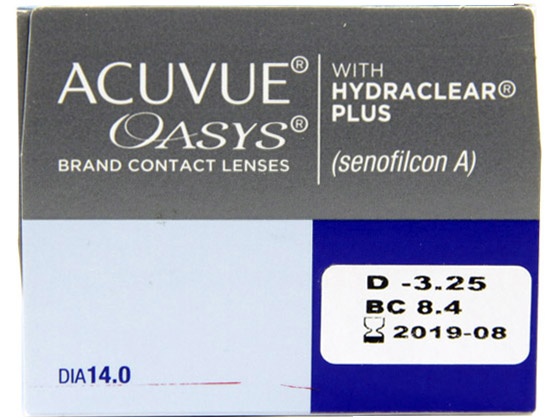 ACUVUE®
OASYS®
BRAND CONTACT LENSES
WITH
HYDRACLEAR®
PLUS
(senofilcon A)
D -3.25
BC 8.4
2019-08
DIA14.0